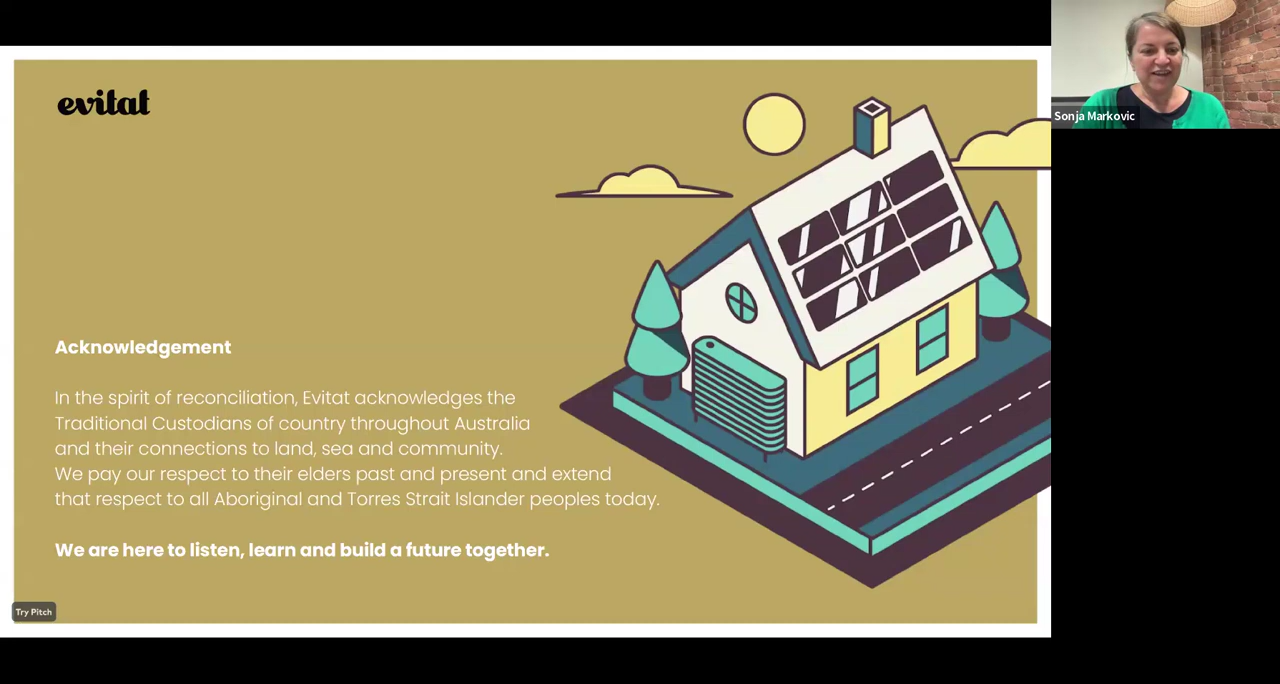 evitat
Sonja Markovic
Acknowledgement
In the spirit of reconciliation, Evitat acknowledges the
Traditional Custodians of country throughout Australia
and their connections to land, sea and community.
We pay our respect to their elders past and present and extend
that respect to all Aboriginal and Torres Strait Islander peoples today.
We are here to listen, learn and build a future together.
Try Pitch